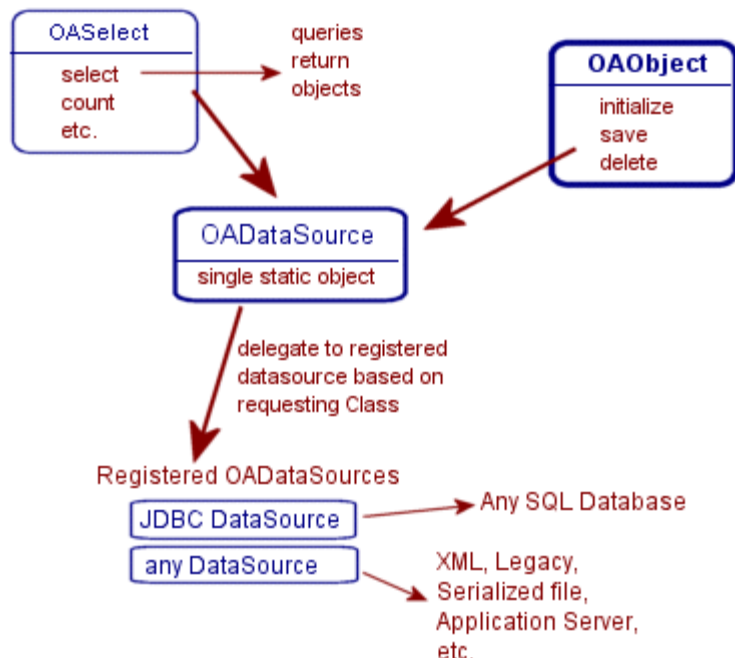 OASelect
select
count
etc.
queries
return
objects
OAObject
initialize
save
delete
OADataSource
single static object
delegate to registered
datasource based on
requesting Class
Registered OADataSources
JDBC DataSource
Any SQL Database
any DataSource
XML, Legacy,
Serialized file,
Application Server,
etc.